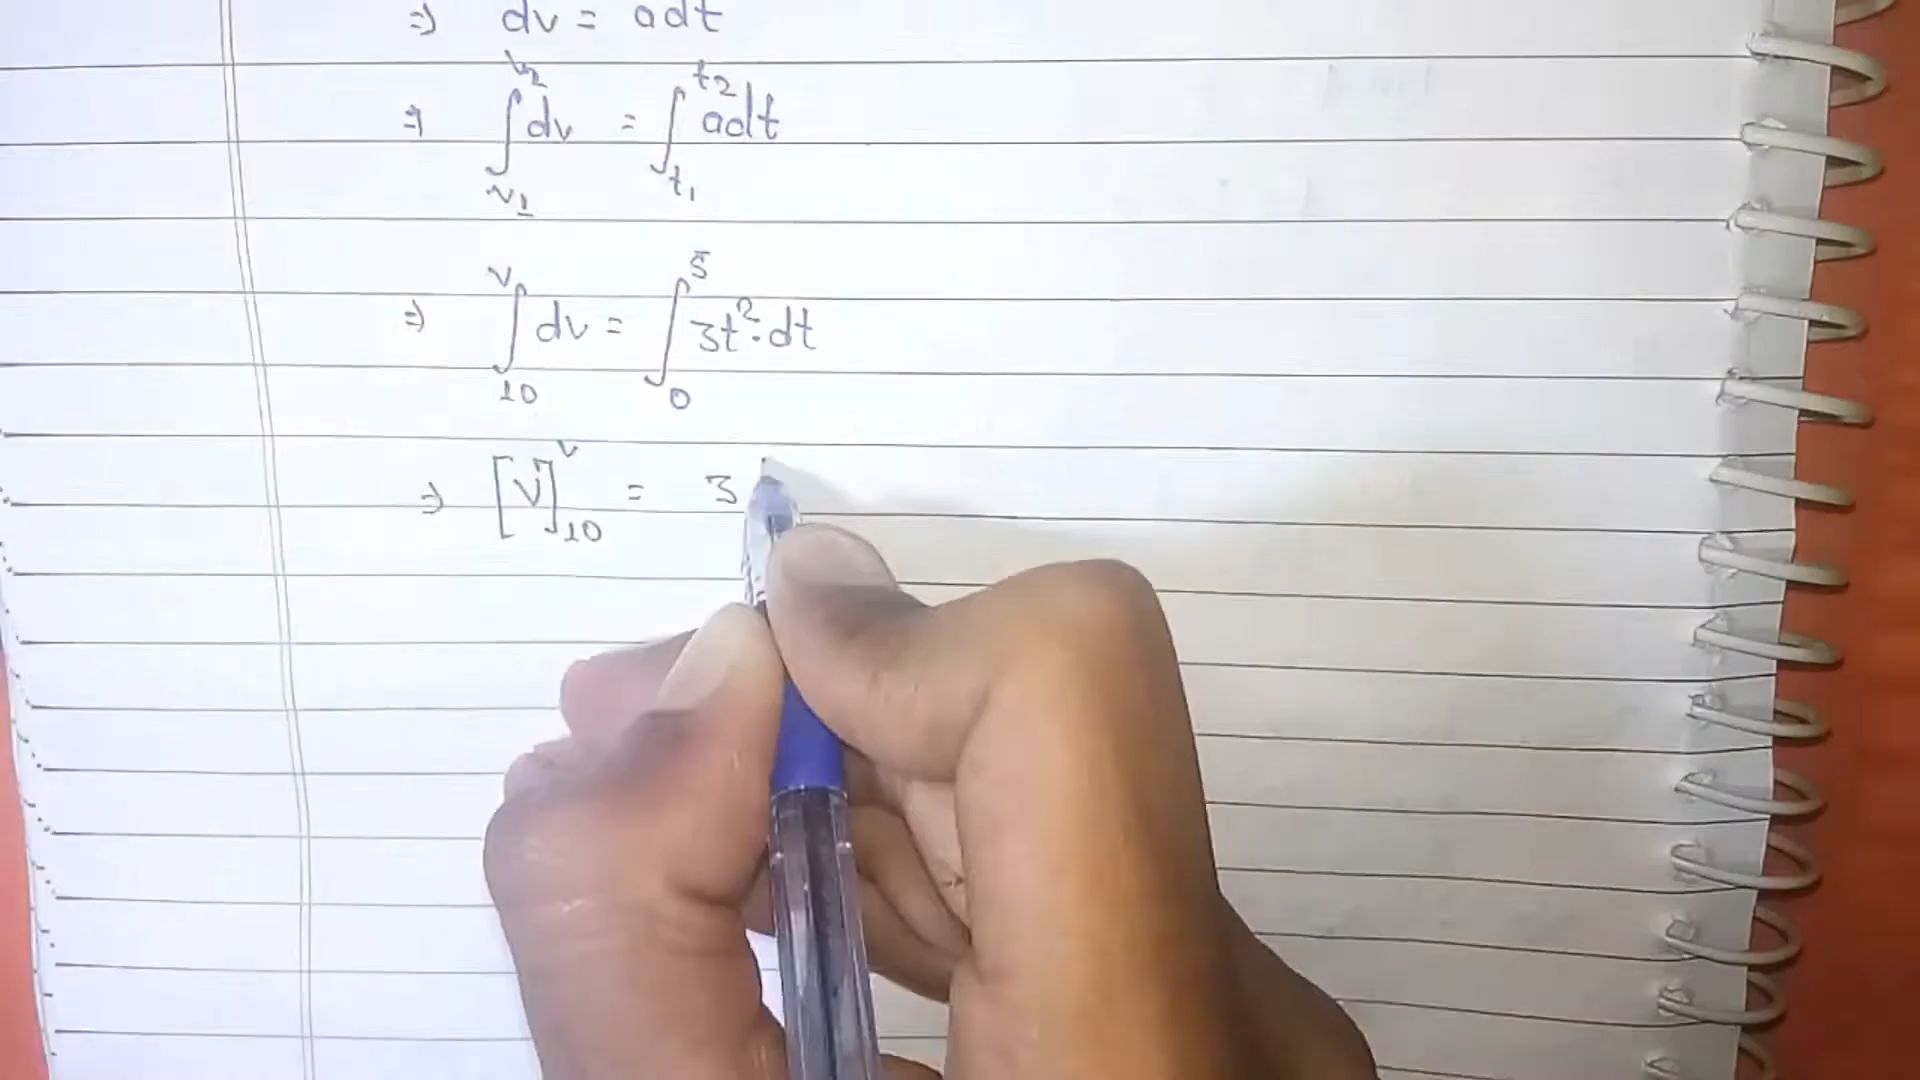 ⇒ dv = adt
⇒ ∫_{v1}^{v2} dv = ∫_{t1}^{t2} adt
⇒ ∫_{10}^{v} dv = ∫_{0}^{5} 3t²·dt
⇒ [v]_{10}^{v} = 3